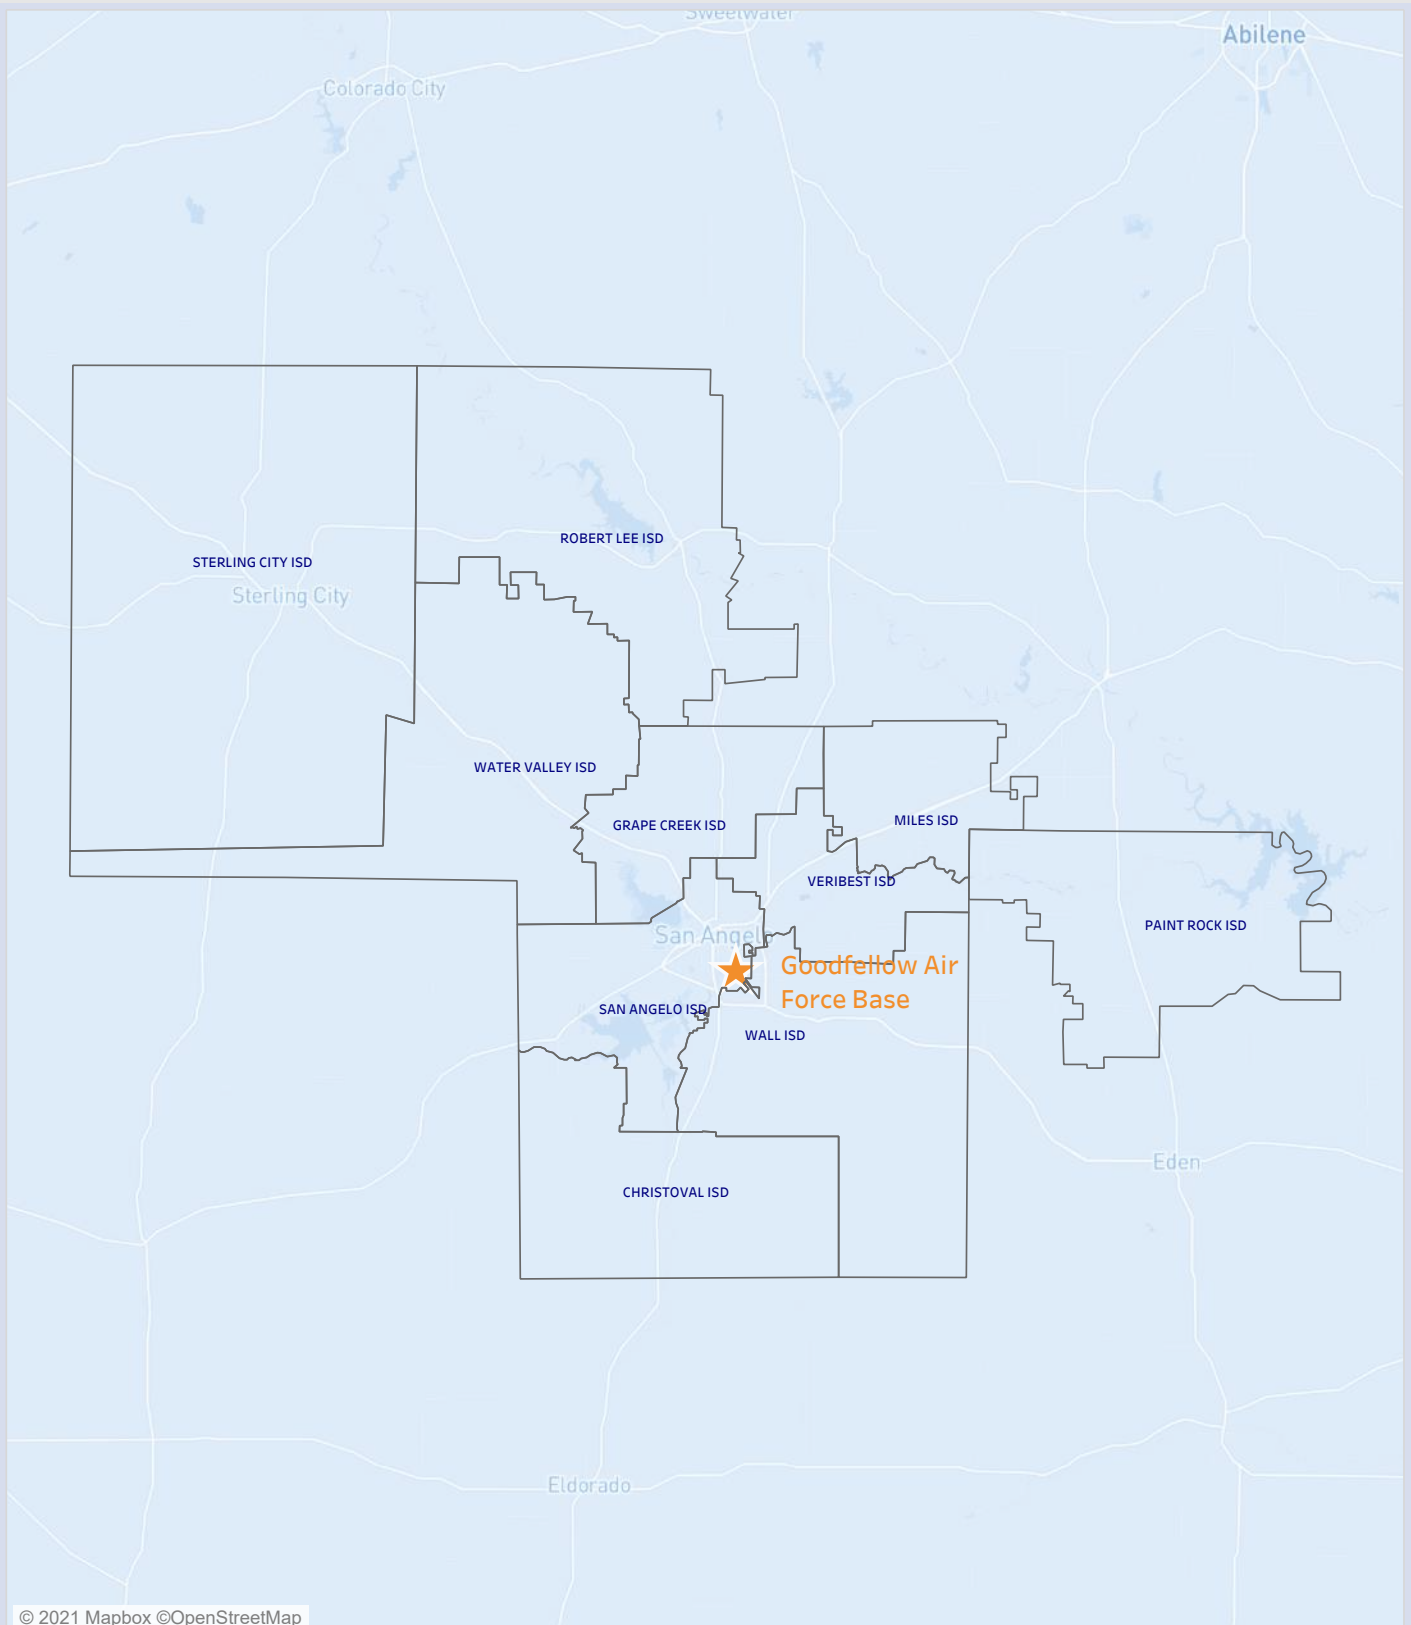 Sweetwater
Abilene
Colorado City
ROBERT LEE ISD
STERLING CITY ISD
Sterling City
WATER VALLEY ISD
GRAPE CREEK ISD
MILES ISD
VERIBEST ISD
PAINT ROCK ISD
San Angelo
Goodfellow Air
Force Base
SAN ANGELO ISD
WALL ISD
Eden
CHRISTOVAL ISD
Eldorado
© 2021 Mapbox ©OpenStreetMap